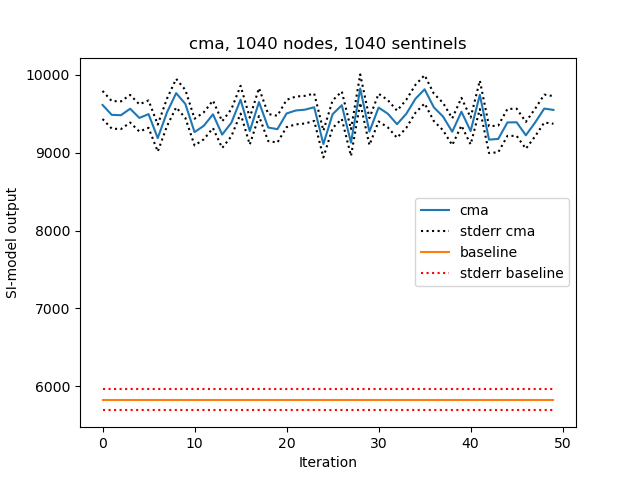 cma, 1040 nodes, 1040 sentinels
10000
9000
8000
7000
6000
SI-model output
cma
stderr cma
baseline
stderr baseline
0 10 20 30 40 50
Iteration